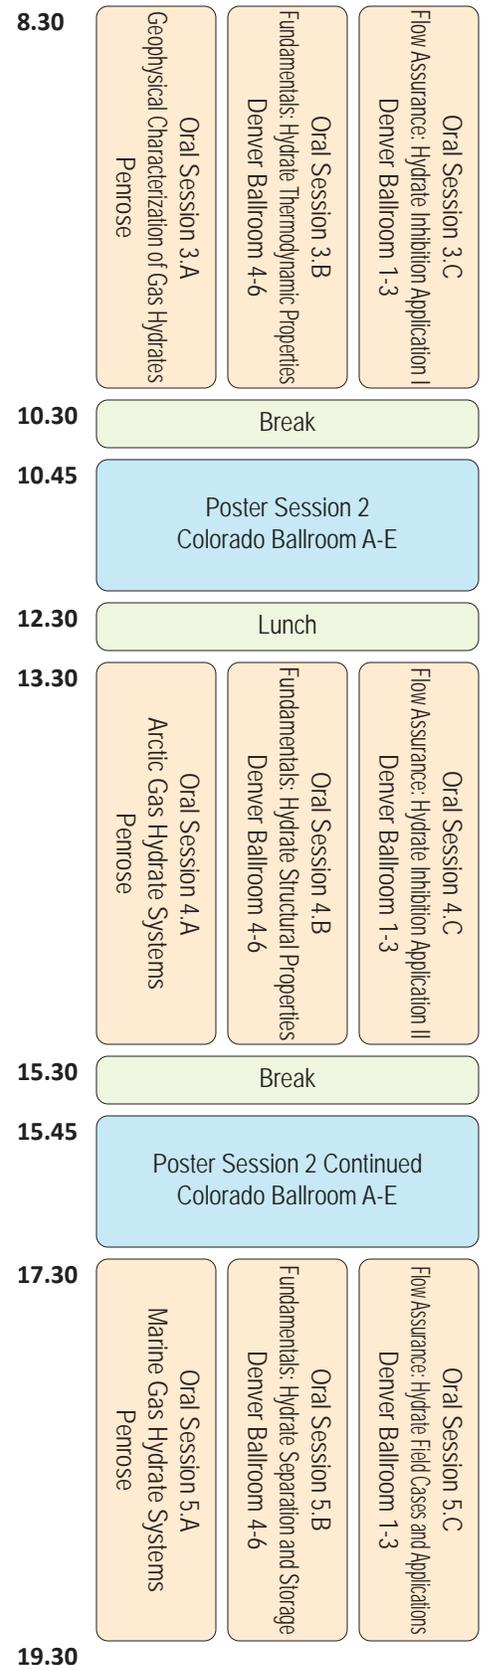 8.30
Oral Session 3.A
Geophysical Characterization of Gas Hydrates
Penrose
Oral Session 3.B
Fundamentals: Hydrate Thermodynamic Properties
Denver Ballroom 4-6
Oral Session 3.C
Flow Assurance: Hydrate Inhibition Application I
Denver Ballroom 1-3
10.30
Break
10.45
Poster Session 2
Colorado Ballroom A-E
12.30
Lunch
13.30
Oral Session 4.A
Arctic Gas Hydrate Systems
Penrose
Oral Session 4.B
Fundamentals: Hydrate Structural Properties
Denver Ballroom 4-6
Oral Session 4.C
Flow Assurance: Hydrate Inhibition Application II
Denver Ballroom 1-3
15.30
Break
15.45
Poster Session 2 Continued
Colorado Ballroom A-E
17.30
Oral Session 5.A
Marine Gas Hydrate Systems
Penrose
Oral Session 5.B
Fundamentals: Hydrate Separation and Storage
Denver Ballroom 4-6
Oral Session 5.C
Flow Assurance: Hydrate Field Cases and Applications
Denver Ballroom 1-3
19.30